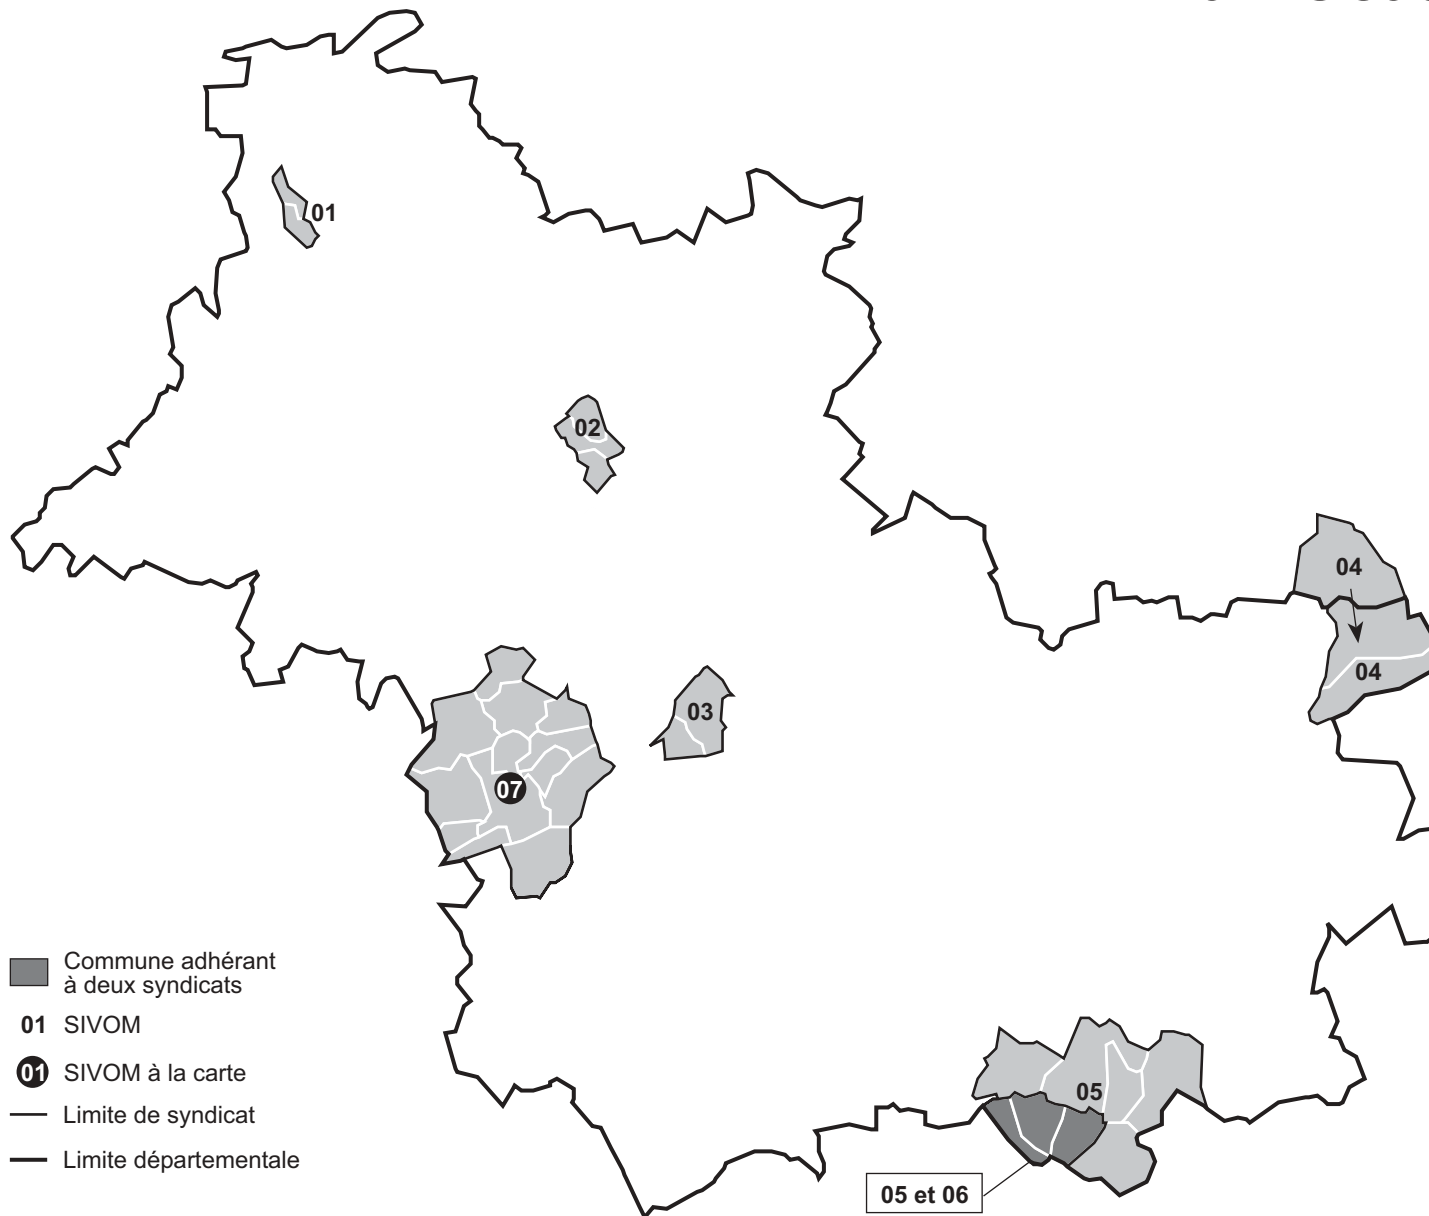 01
02
04
04
03
07
Commune adhérant
à deux syndicats
01 SIVOM
01 SIVOM à la carte
Limite de syndicat
Limite départementale
05
05 et 06